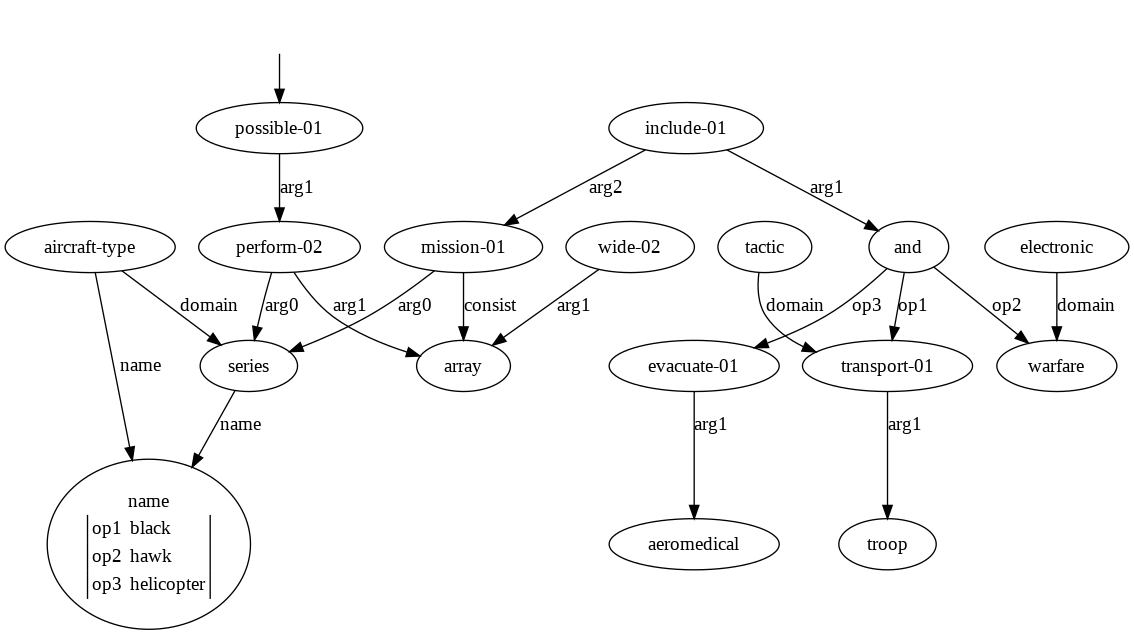 possible-01
include-01
arg1
arg2
arg1
aircraft-type
perform-02
mission-01
wide-02
tactic
and
electronic
domain
arg0
arg1
arg0
consist
arg1
domain
op3
op1
op2
domain
name
series
array
evacuate-01
transport-01
warfare
name
arg1
arg1
name
op1 black
op2 hawk
op3 helicopter
aeromedical
troop